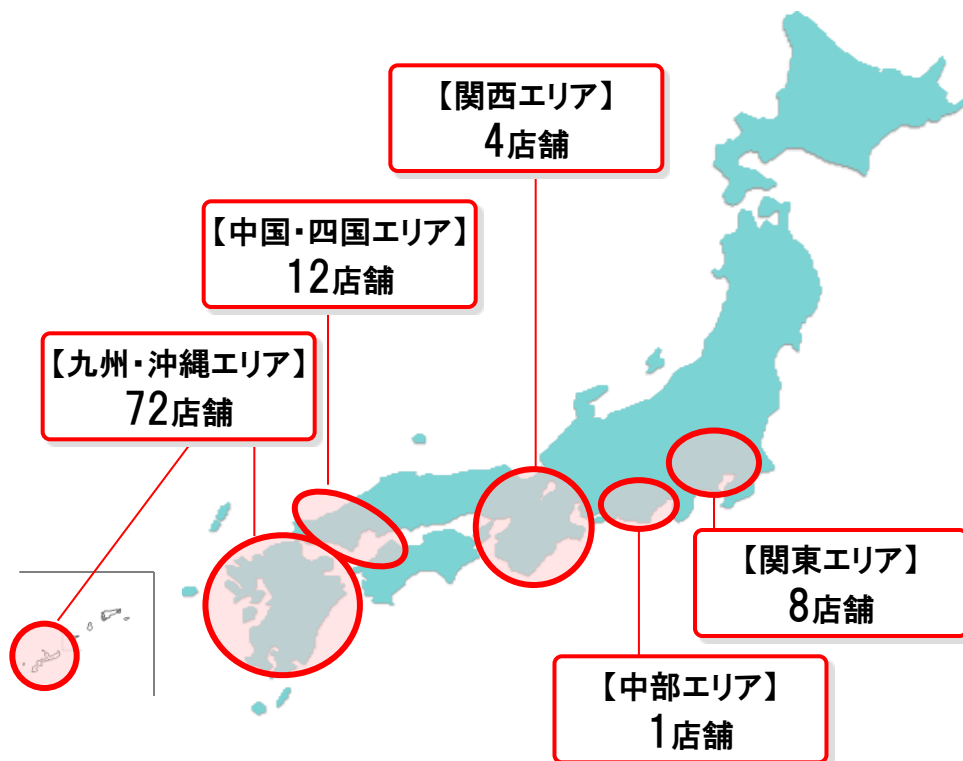 【関西エリア】
4店舗
【中国・四国エリア】
12店舗
【九州・沖縄エリア】
72店舗
【関東エリア】
8店舗
【中部エリア】
1店舗